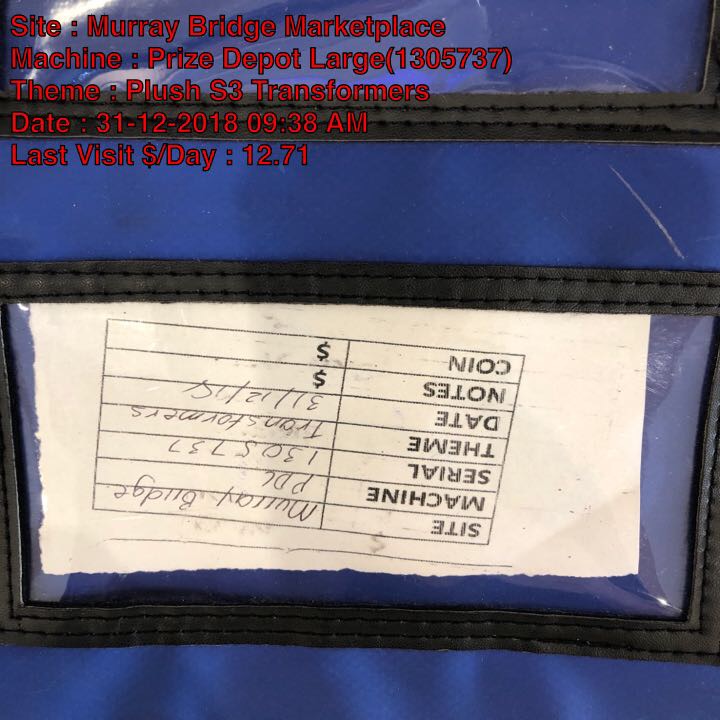 Site : Murray Bridge Marketplace
Machine : Prize Depot Large(1305737)
Theme : Plush S3 Transformers
Date : 31-12-2018 09:38 AM
Last Visit $/Day : 12.71
SITE Murray Bridge
MACHINE PDL
SERIAL 1305737
THEME Transformers
DATE 31/12/18
NOTES $
COIN $